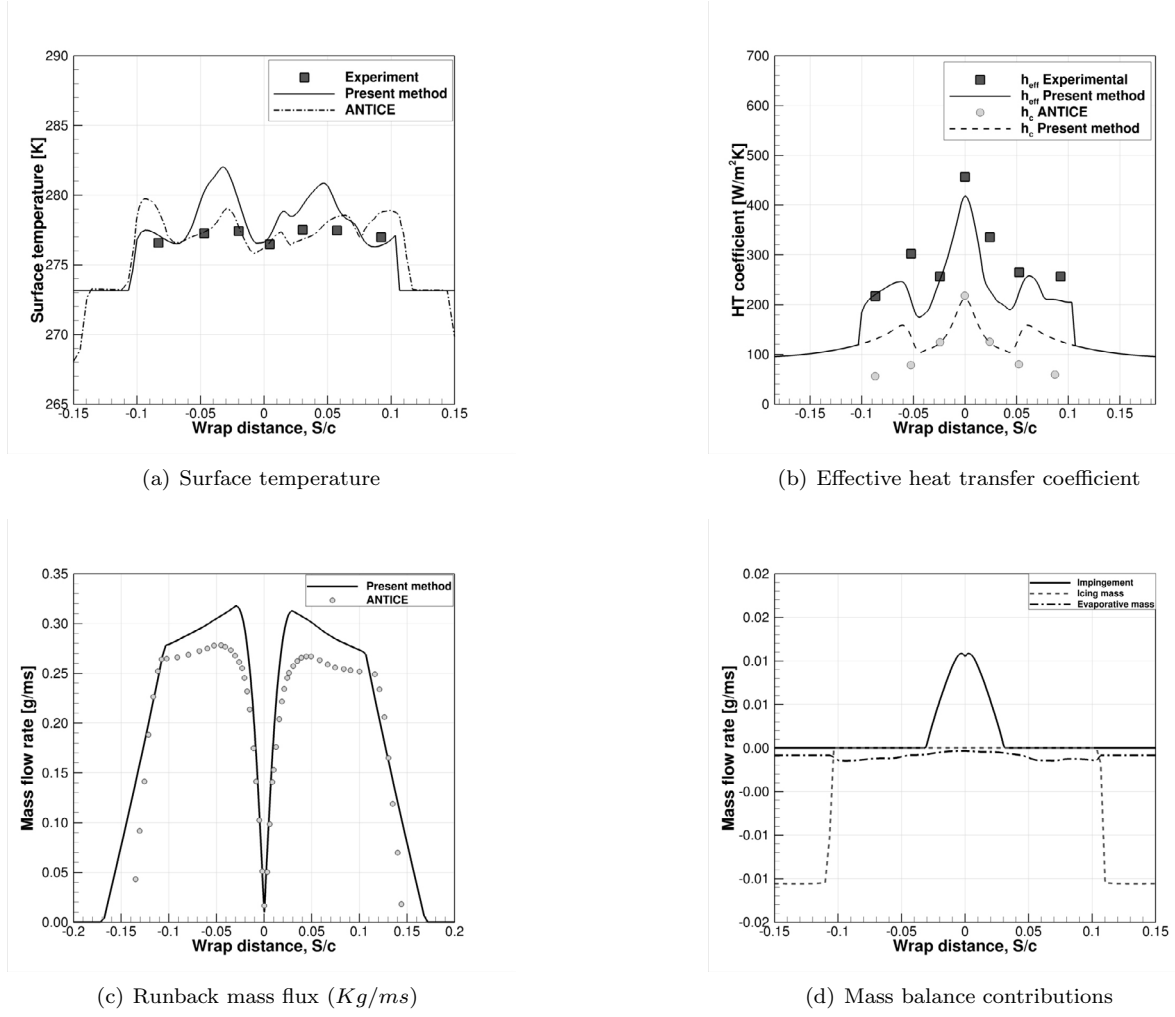 290
285
280
275
270
265
Surface temperature [K]
Experiment
Present method
ANTICE
-0.15
-0.1
-0.05
0
0.05
0.1
0.15
Wrap distance, S/c
(a) Surface temperature
700
600
500
400
300
200
100
0
HT coefficient [W/m²K]
h_eff Experimental
h_eff Present method
h_c ANTICE
h_c Present method
-0.15
-0.1
-0.05
0
0.05
0.1
0.15
Wrap distance, S/c
(b) Effective heat transfer coefficient
0.35
0.30
0.25
0.20
0.15
0.10
0.05
0.00
Mass flow rate [g/ms]
Present method
ANTICE
-0.2
-0.15
-0.1
-0.05
0
0.05
0.1
0.15
0.2
Wrap distance, S/c
(c) Runback mass flux (Kg/ms)
0.02
0.02
0.01
0.01
0.00
-0.00
-0.01
-0.01
-0.02
Mass flow rate [g/ms]
Impingement
Icing mass
Evaporative mass
-0.15
-0.1
-0.05
0
0.05
0.1
0.15
Wrap distance, S/c
(d) Mass balance contributions